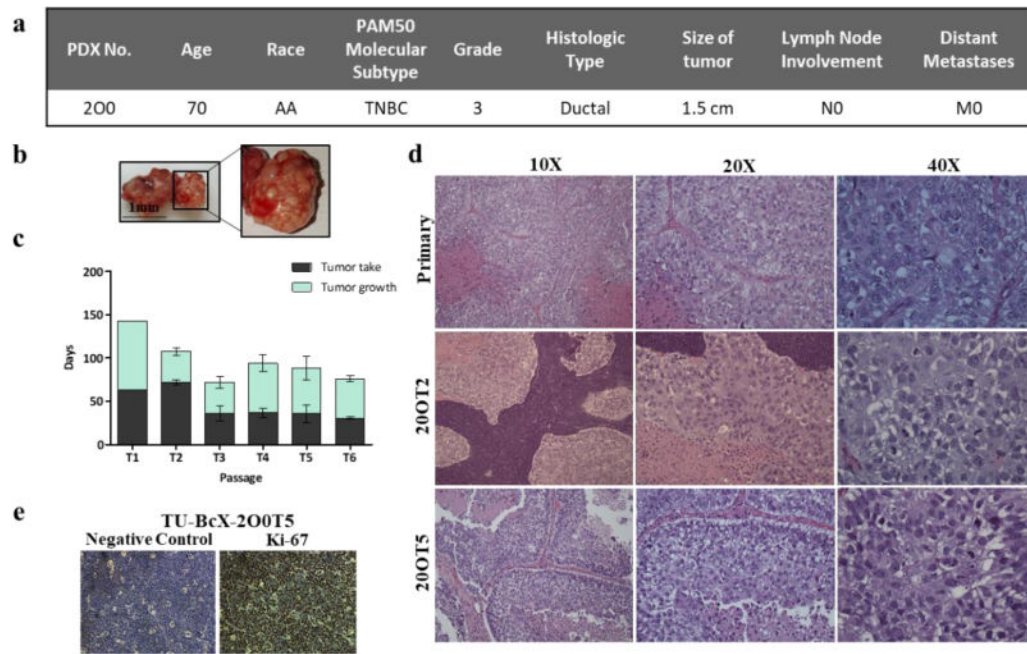 a
PDX No. Age Race PAM50 Molecular Subtype Grade Histologic Type Size of tumor Lymph Node Involvement Distant Metastases
2O0 70 AA TNBC 3 Ductal 1.5 cm N0 M0
b
1mm
c
Tumor take
Tumor growth
200
150
100
50
0
Days
T1 T2 T3 T4 T5 T6
Passage
d
10X 20X 40X
Primary
20OT2
20OT5
e
TU-BcX-2O0T5
Negative Control Ki-67